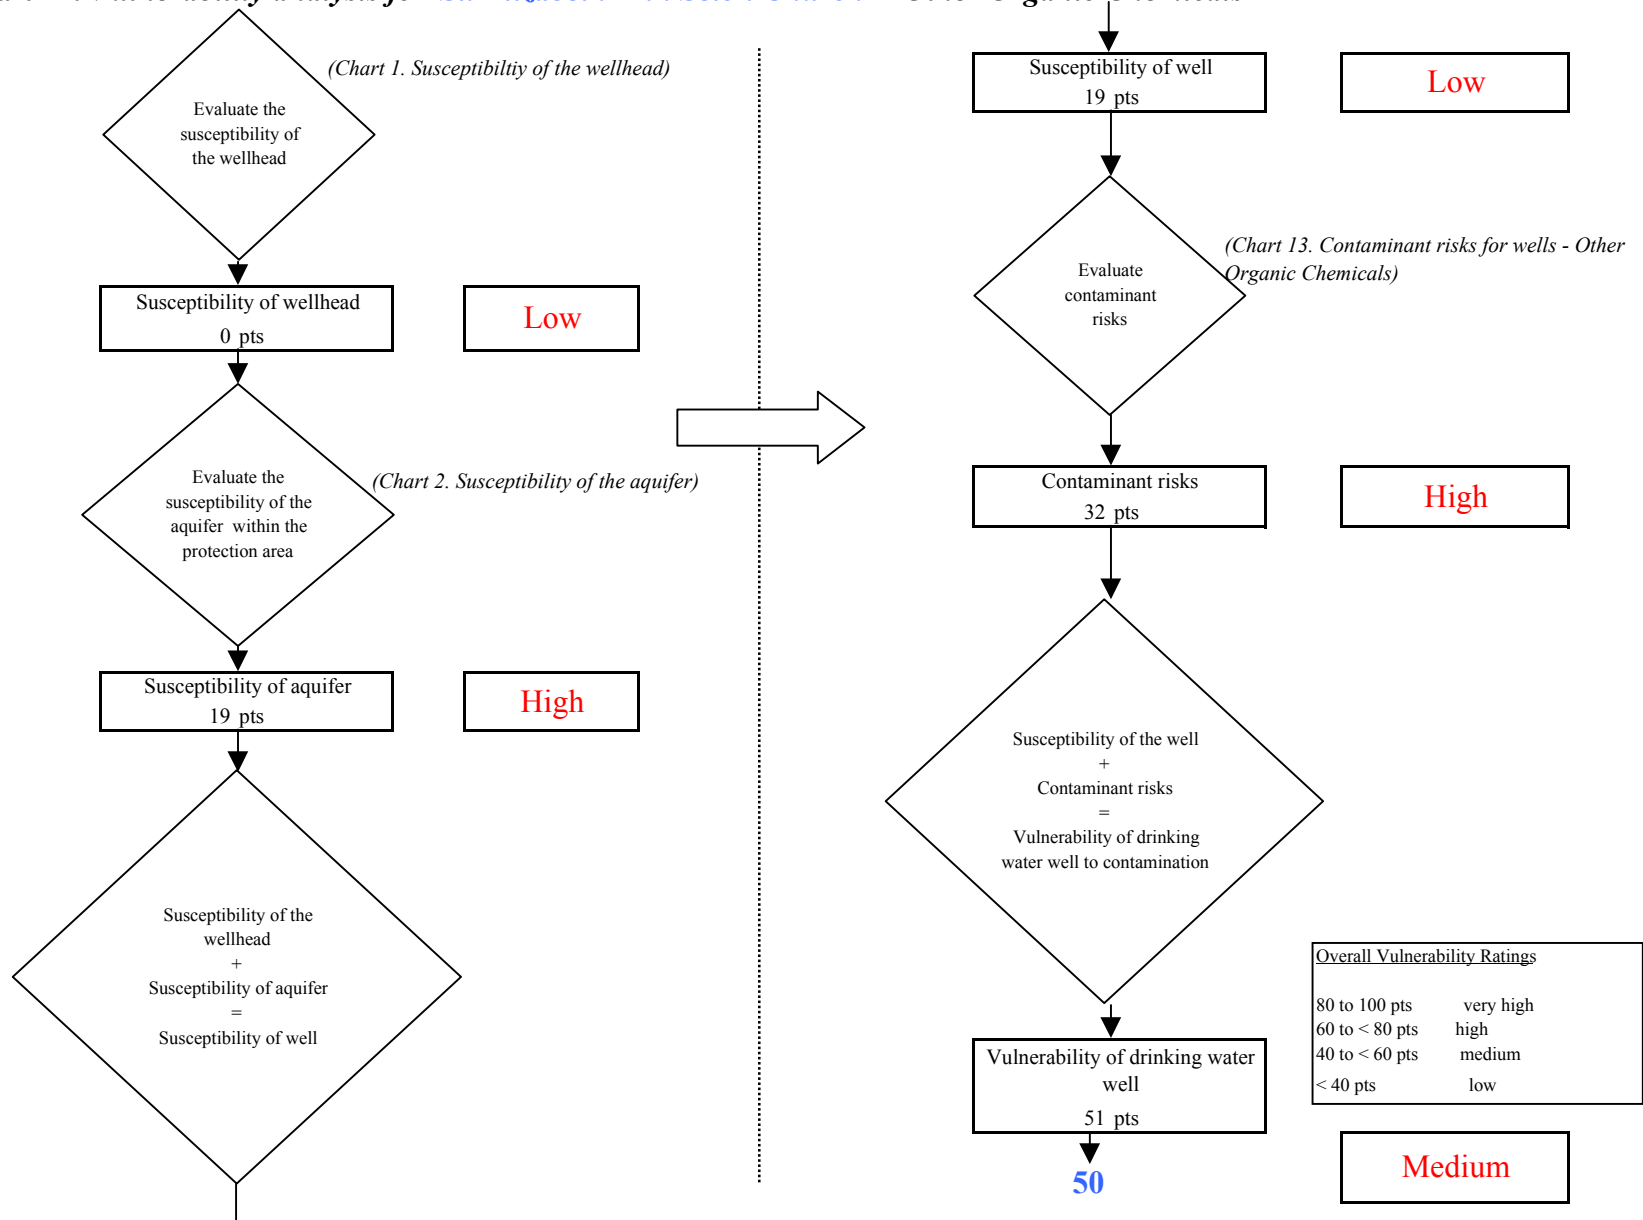 Other Organic Chemicals
(Chart 1. Susceptibiltiy of the wellhead)
Evaluate the
susceptibility of
the wellhead
Susceptibility of wellhead
0 pts
Low
Evaluate the
susceptibility of the
aquifer within the
protection area
(Chart 2. Susceptibility of the aquifer)
Susceptibility of aquifer
19 pts
High
Susceptibility of the
wellhead
+
Susceptibility of aquifer
=
Susceptibility of well
Susceptibility of well
19 pts
Low
Evaluate
contaminant
risks
(Chart 13. Contaminant risks for wells - Other
Organic Chemicals)
Contaminant risks
32 pts
High
Susceptibility of the well
+
Contaminant risks
=
Vulnerability of drinking
water well to contamination
Overall Vulnerability Ratings
80 to 100 pts very high
60 to < 80 pts high
40 to < 60 pts medium
< 40 pts low
Vulnerability of drinking water
well
51 pts
50
Medium